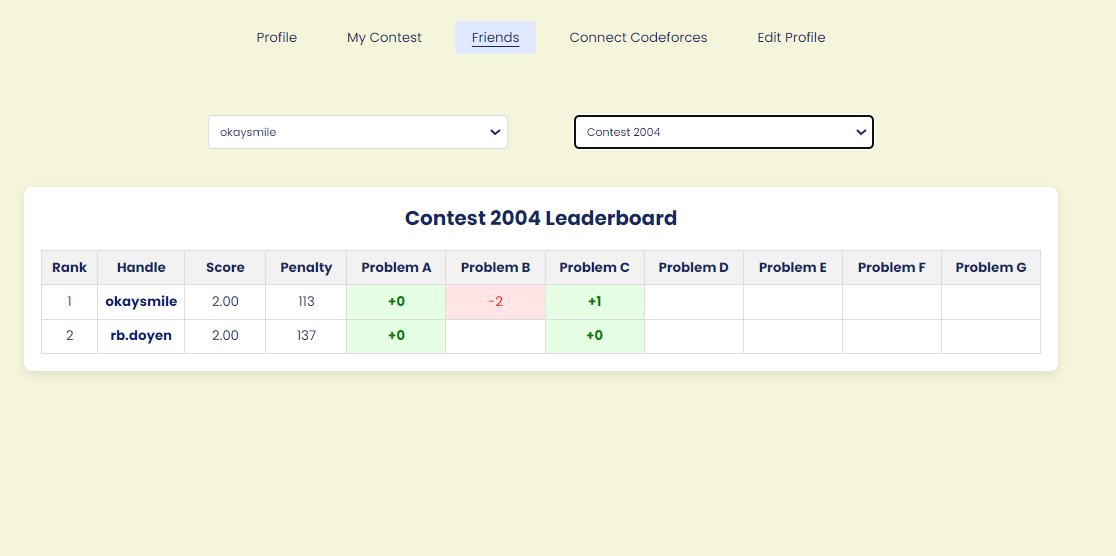 Profile My Contest Friends Connect Codeforces Edit Profile
okaysmile Contest 2004
Contest 2004 Leaderboard
Rank Handle Score Penalty Problem A Problem B Problem C Problem D Problem E Problem F Problem G
1 okaysmile 2.00 113 +0 -2 +1
2 rb.doyen 2.00 137 +0 +0